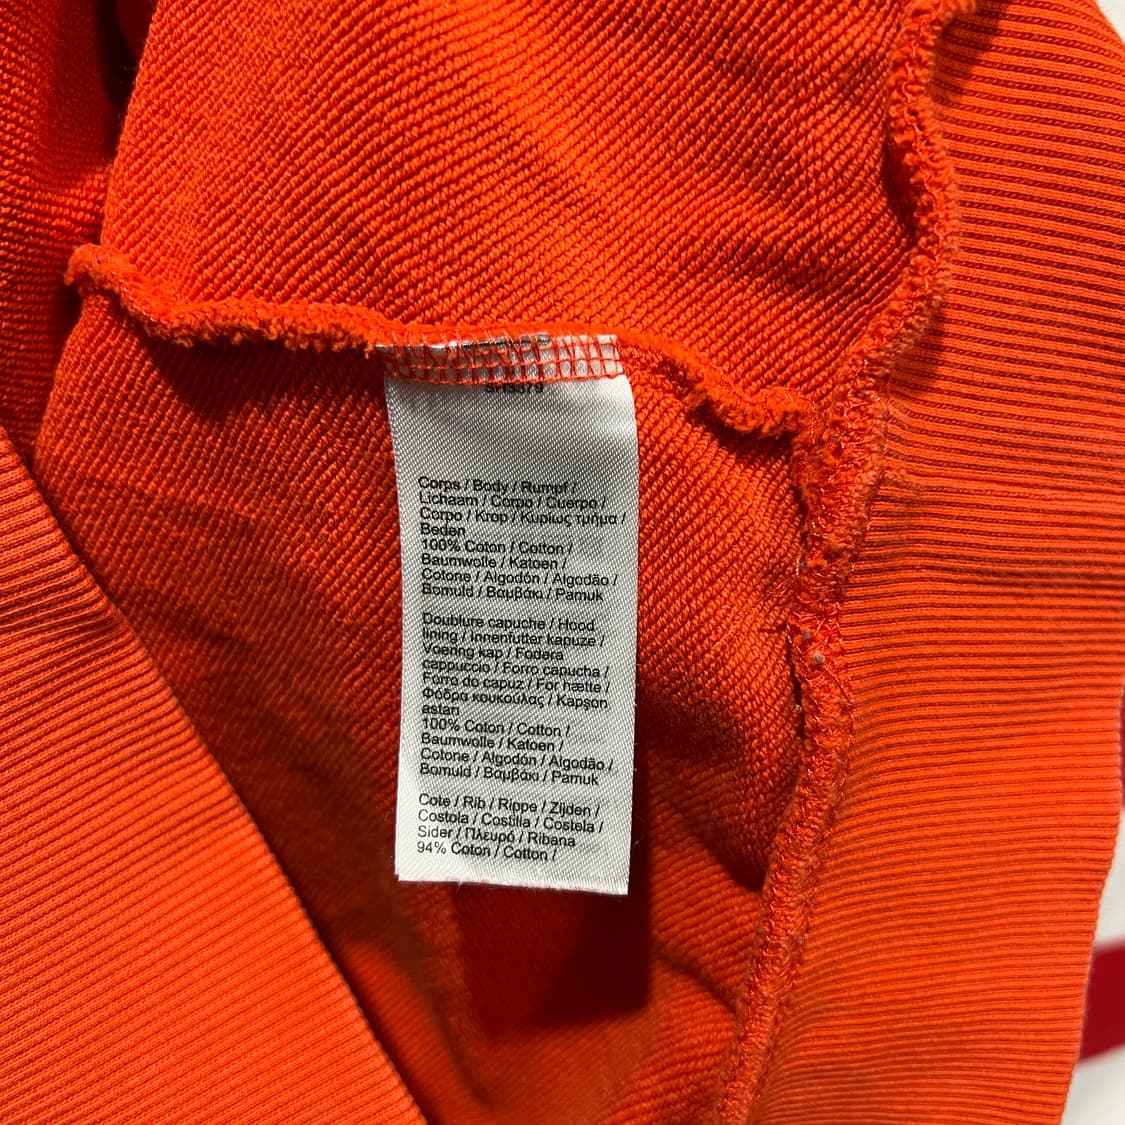 SH3379
Corps / Body / Rumpf /
Lichaam / Corpo / Cuerpo /
Corpo / Krop / Κυρίως τμήμα /
Beden
100% Coton / Cotton /
Baumwolle / Katoen /
Cotone / Algodón / Algodão /
Bomuld / Βαμβάκι / Pamuk
Doublure capuche / Hood
lining / Innenfutter kapuze /
Voering kap / Fodera
cappuccio / Forro capucha /
Forro do capuz / For hætte /
Φόδρα κουκούλας / Kapşon
astarı
100% Coton / Cotton /
Baumwolle / Katoen /
Cotone / Algodón / Algodão /
Bomuld / Βαμβάκι / Pamuk
Cote / Rib / Rippe / Zijden /
Costola / Costilla / Costela /
Sider / Πλευρό / Ribana
94% Coton / Cotton /